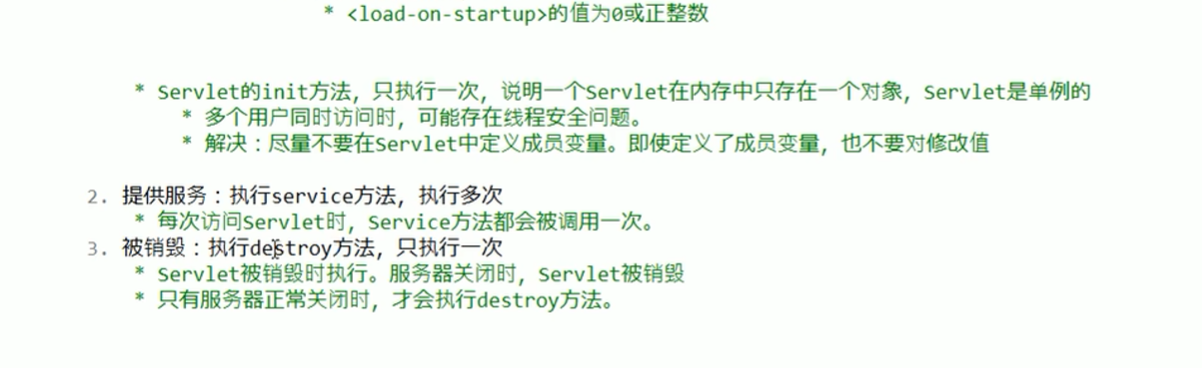 * <load-on-startup>的值为0或正整数
* Servlet的init方法，只执行一次，说明一个Servlet在内存中只存在一个对象，Servlet是单例的
* 多个用户同时访问时，可能存在线程安全问题。
* 解决：尽量不要在Servlet中定义成员变量。即使定义了成员变量，也不要对修改值
2. 提供服务：执行service方法，执行多次
* 每次访问Servlet时，Service方法都会被调用一次。
3. 被销毁：执行destroy方法，只执行一次
* Servlet被销毁时执行。服务器关闭时，Servlet被销毁
* 只有服务器正常关闭时，才会执行destroy方法。